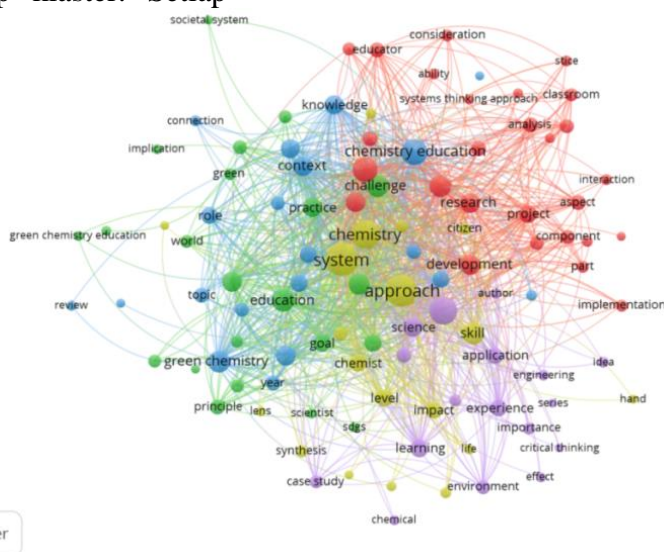 societal system
consideration
educator
stice
ability
classroom
systems thinking approach
knowledge
connection
analysis
implication
chemistry education
context
green
challenge
interaction
practice
research
aspect
role
project
citizen
green chemistry education
world
chemistry
component
system
development
part
topic
education
approach
author
review
implementation
science
skill
goal
green chemistry
chemist
application
idea
engineering
year
level
principle
lens
scientist
impact
experience
series
hand
sdgs
importance
synthesis
learning
life
critical thinking
case study
environment
effect
chemical
er